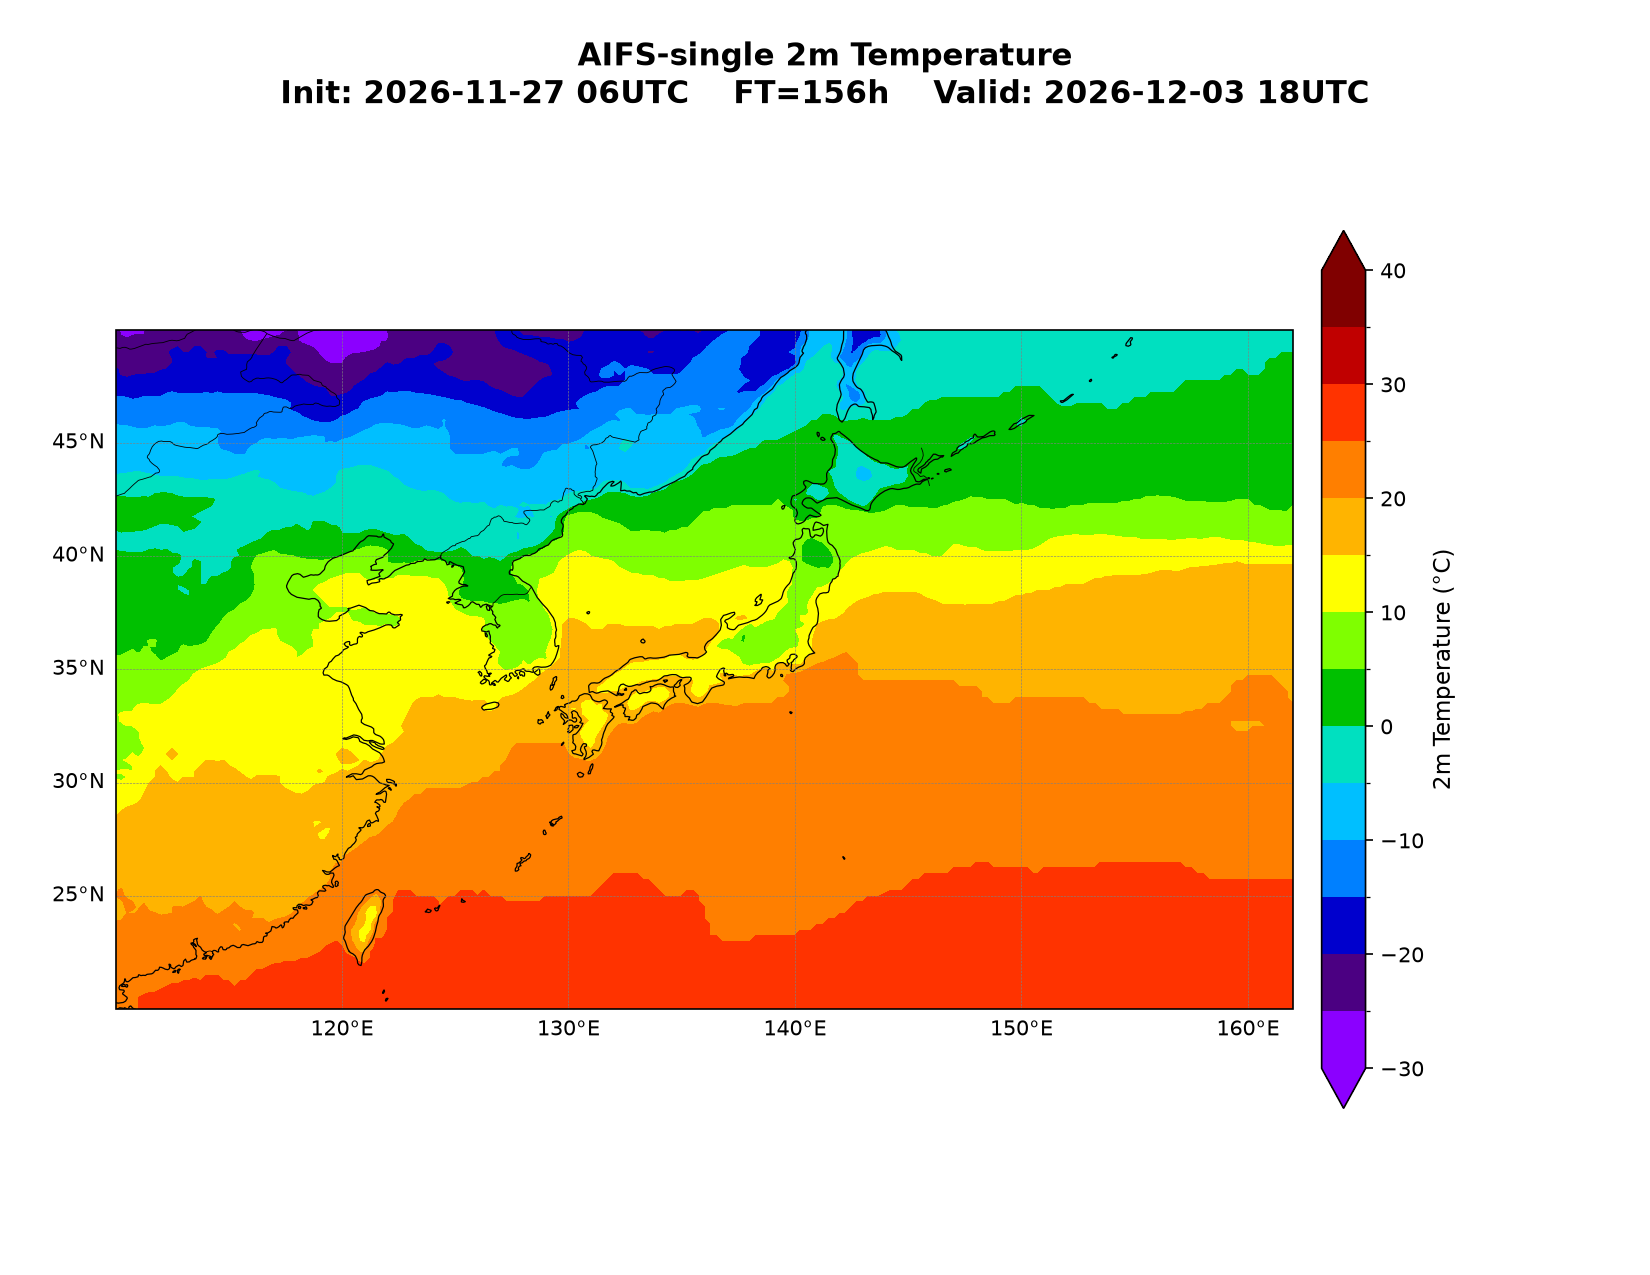 AIFS-single 2m Temperature
Init: 2026-11-27 06UTC    FT=156h    Valid: 2026-12-03 18UTC
45°N
40°N
35°N
30°N
25°N
120°E
130°E
140°E
150°E
160°E
40
30
20
10
0
−10
−20
−30
2m Temperature (°C)